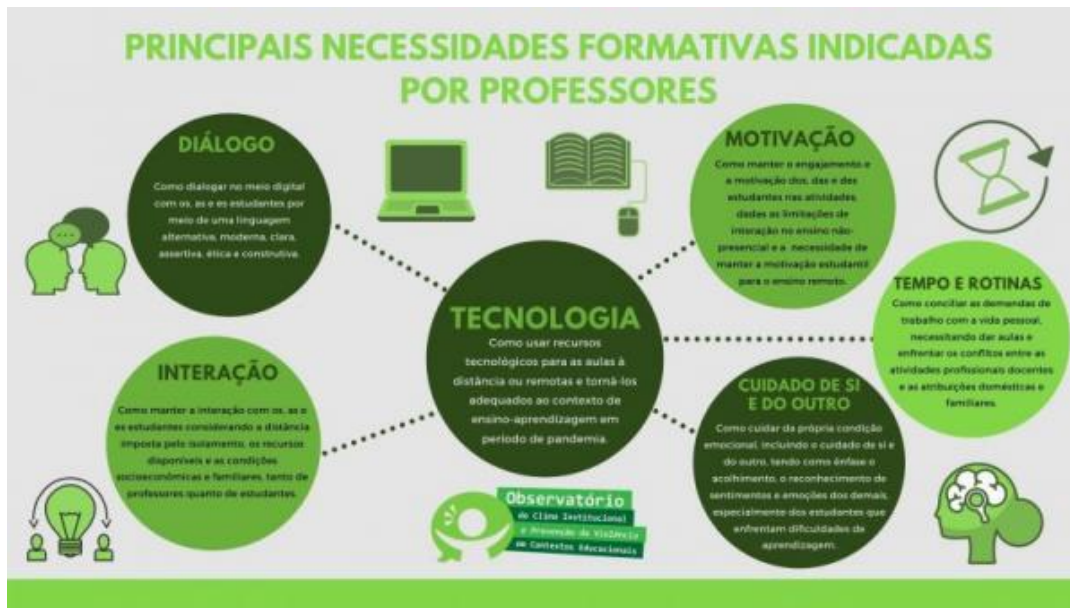 PRINCIPAIS NECESSIDADES FORMATIVAS INDICADAS
POR PROFESSORES
DIÁLOGO
Como dialogar no meio digital
com os, as e es estudantes por
meio de uma linguagem
alternativa, moderna, clara,
assertiva, ética e construtiva.
MOTIVAÇÃO
Como manter o engajamento e
a motivação dos, das e des
estudantes nas atividades,
dadas as limitações de
interação no ensino não-
presencial e a necessidade de
manter a motivação estudantil
para o ensino remoto.
TECNOLOGIA
Como usar recursos
tecnológicos para as aulas à
distância ou remotas e torná-los
adequados ao contexto de
ensino-aprendizagem em
período de pandemia.
TEMPO E ROTINAS
Como conciliar as demandas de
trabalho com a vida pessoal,
necessitando dar aulas e
enfrentar os conflitos entre as
atividades profissionais docentes
e as atribuições domésticas e
familiares.
INTERAÇÃO
Como manter a interação com os, as e
es estudantes considerando a distância
imposta pelo isolamento, os recursos
disponíveis e as condições
socioeconômicas e familiares, tanto de
professores quanto de estudantes.
CUIDADO DE SI
E DO OUTRO
Como cuidar da própria condição
emocional, incluindo o cuidado de si e
do outro, tendo como ênfase o
acolhimento, o reconhecimento de
sentimentos e emoções dos demais,
especialmente dos estudantes que
enfrentam dificuldades de
aprendizagem.
Observatório
do Clima Institucional
e Prevenção da Violência
em Contextos Educacionais